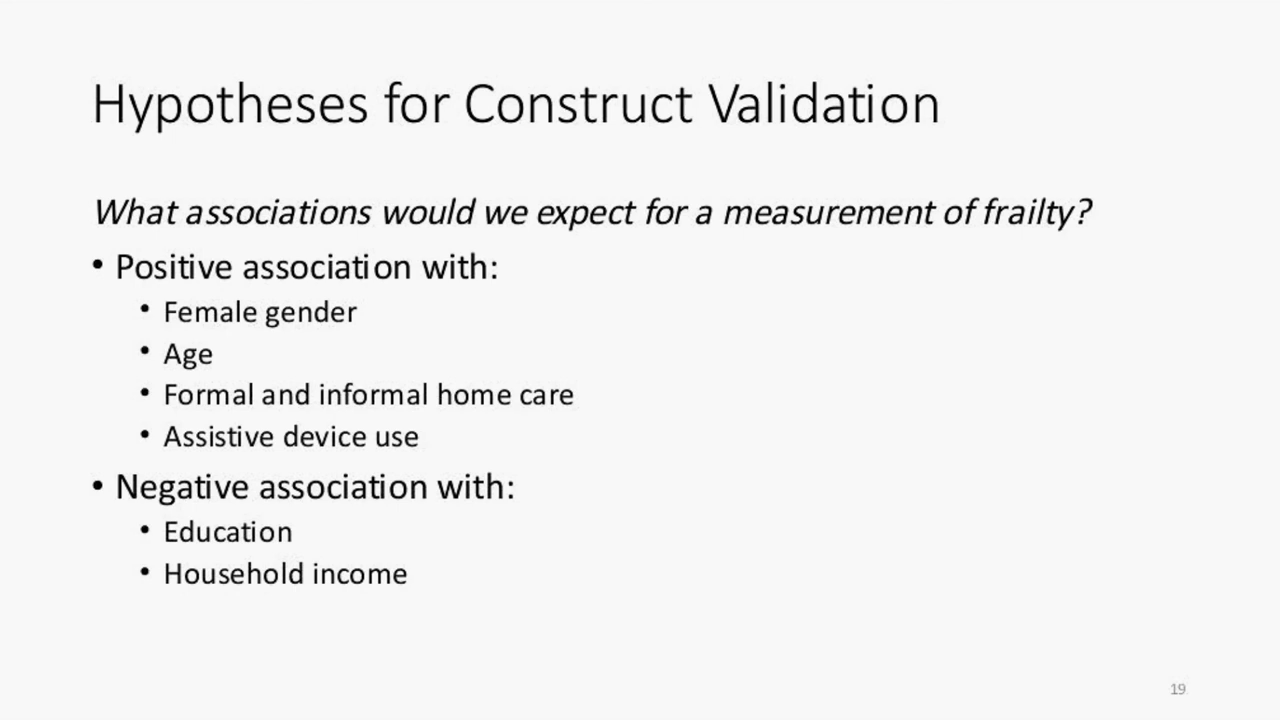 Hypotheses for Construct Validation
What associations would we expect for a measurement of frailty?
• Positive association with:
• Female gender
• Age
• Formal and informal home care
• Assistive device use
• Negative association with:
• Education
• Household income
19